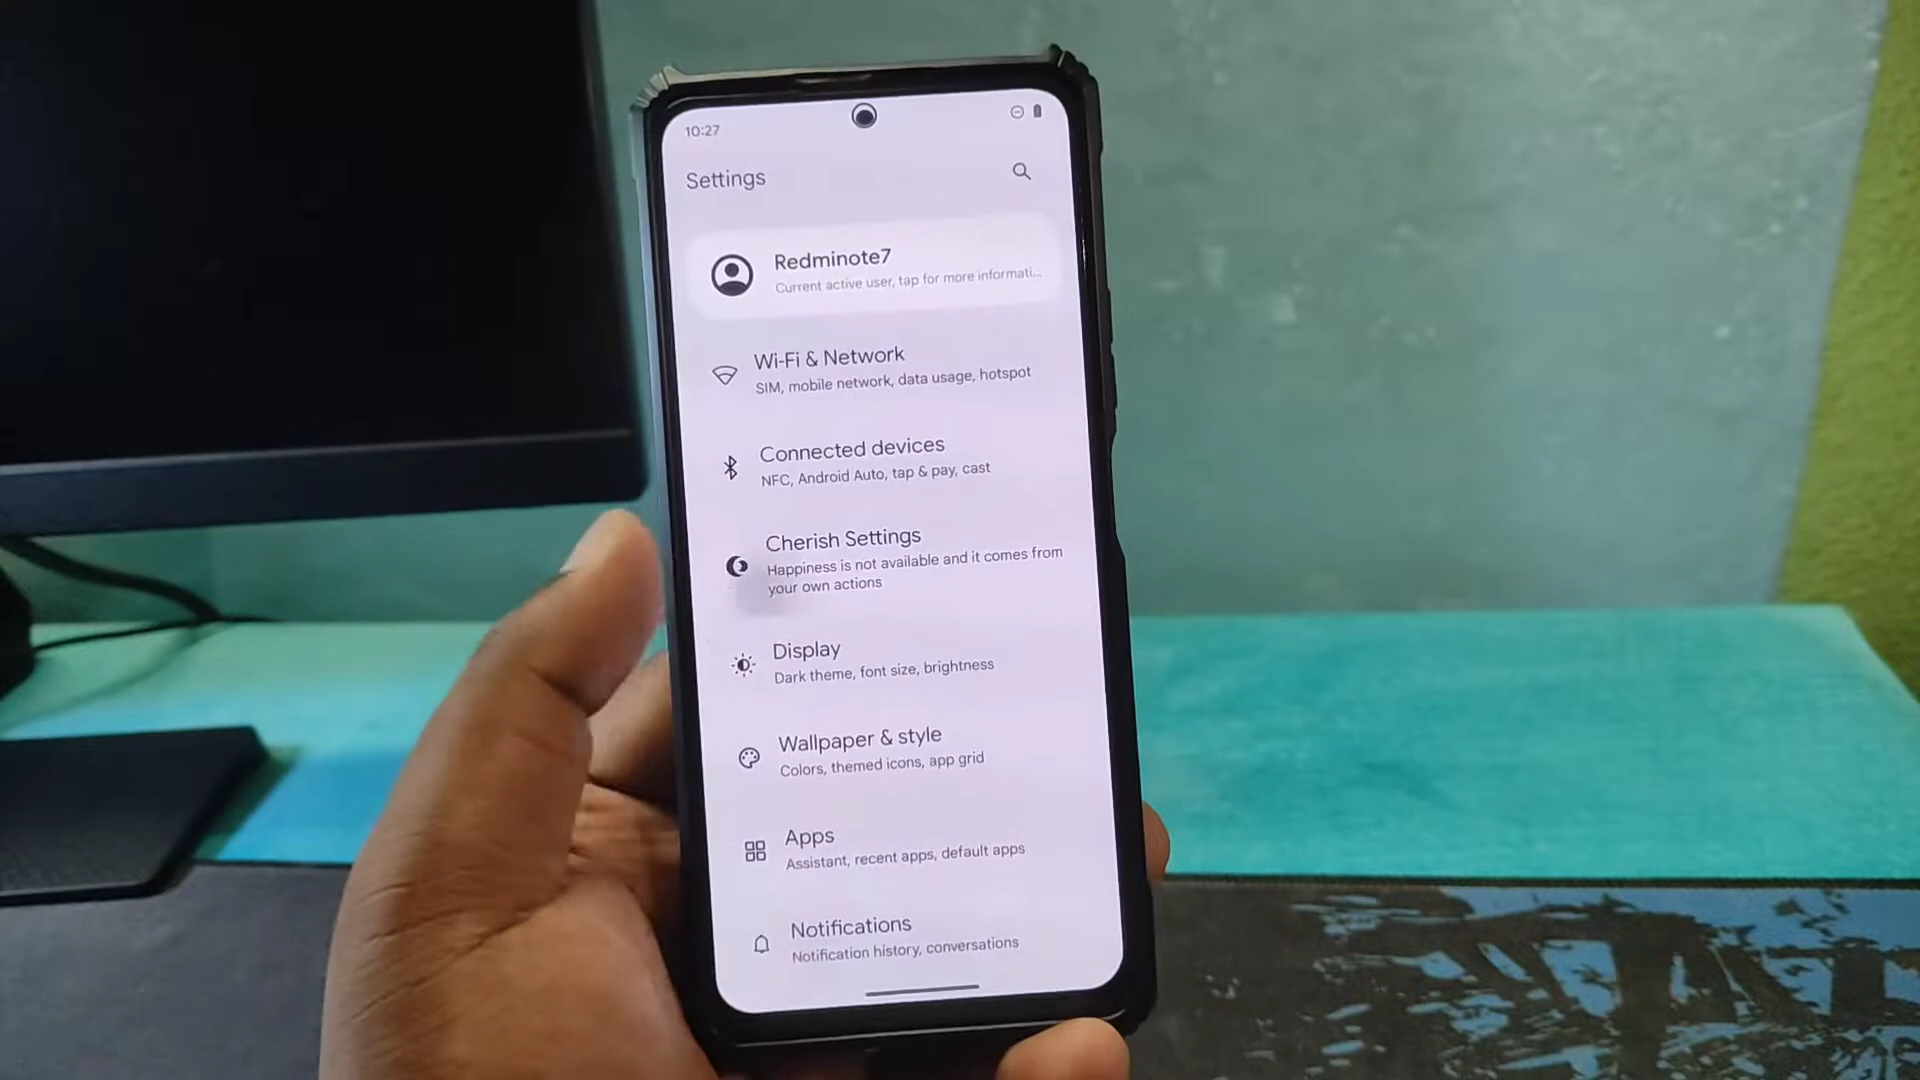 10:27
Settings
Redminote7
Current active user, tap for more informati...
Wi-Fi & Network
SIM, mobile network, data usage, hotspot
Connected devices
NFC, Android Auto, tap & pay, cast
Cherish Settings
Happiness is not available and it comes from
your own actions
Display
Dark theme, font size, brightness
Wallpaper & style
Colors, themed icons, app grid
Apps
Assistant, recent apps, default apps
Notifications
Notification history, conversations